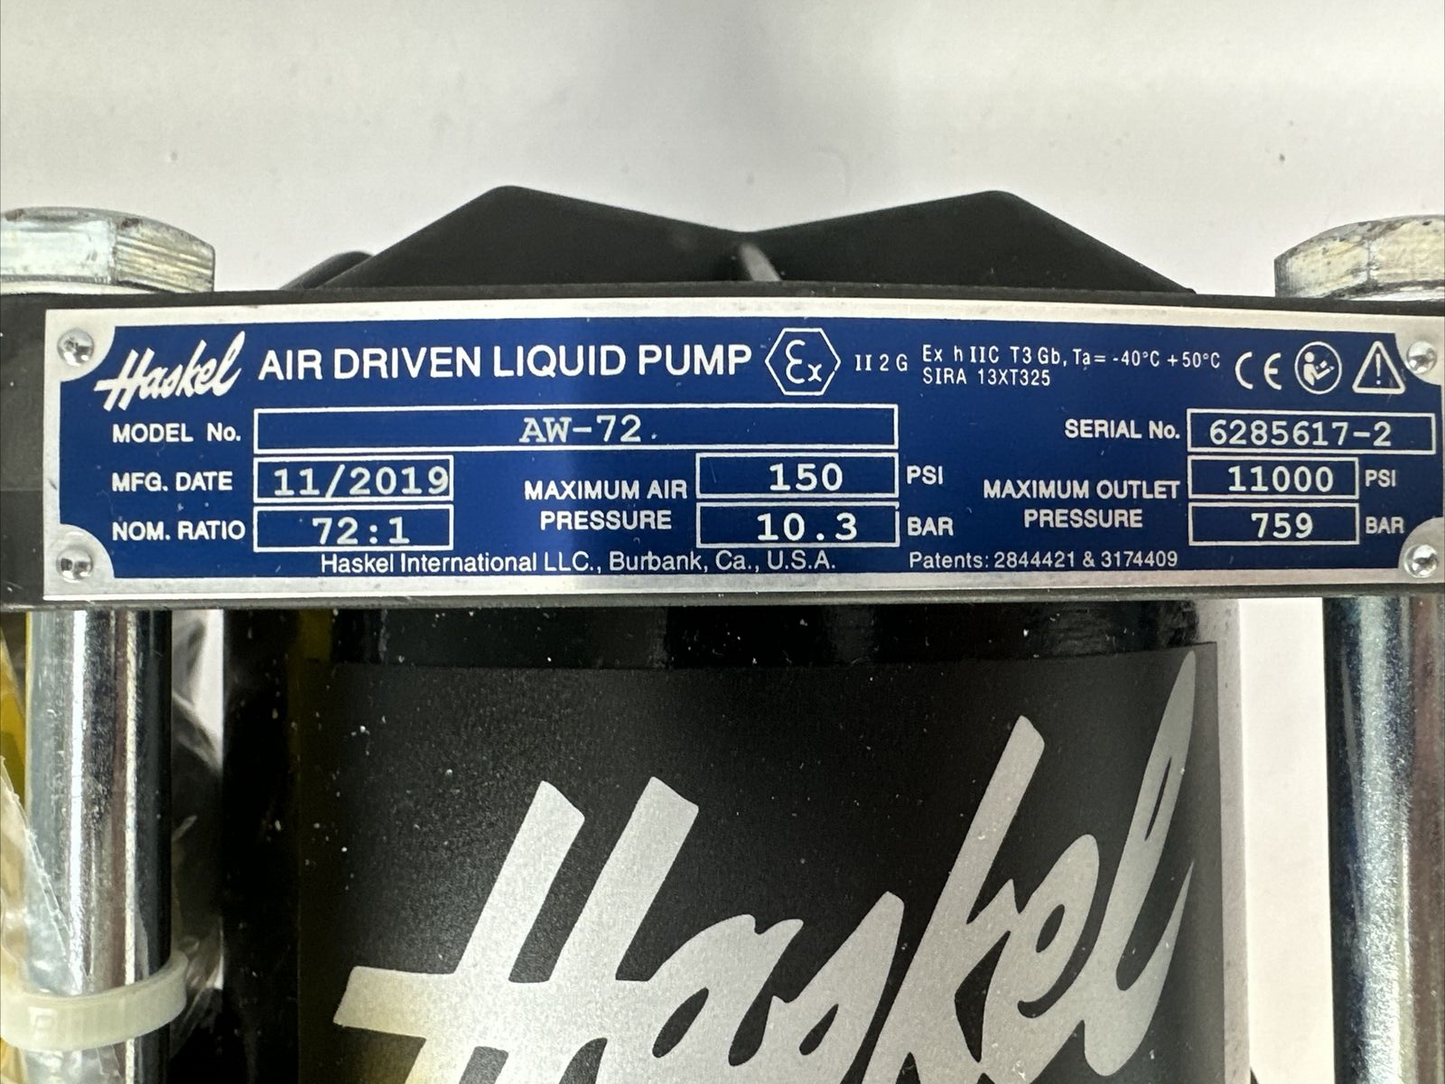 Haskel AIR DRIVEN LIQUID PUMP Ex II 2 G Ex h IIC T3 Gb, Ta= -40°C +50°C CE
SIRA 13XT325
MODEL No. AW-72 SERIAL No. 6285617-2
MFG. DATE 11/2019 MAXIMUM AIR PRESSURE 150 PSI MAXIMUM OUTLET PRESSURE 11000 PSI
NOM. RATIO 72:1 10.3 BAR 759 BAR
Haskel International LLC., Burbank, Ca., U.S.A. Patents: 2844421 & 3174409
Haskel